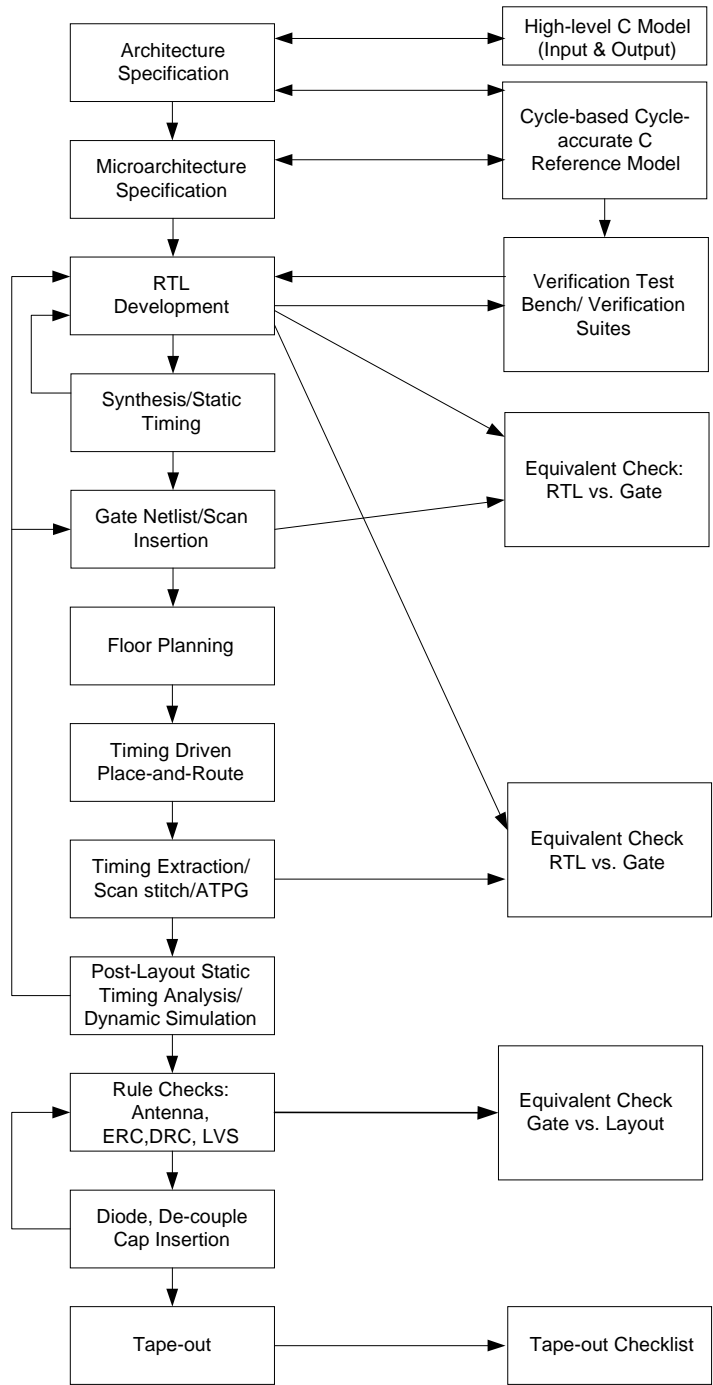 Architecture
Specification
High-level C Model
(Input & Output)
Cycle-based Cycle-
accurate C
Reference Model
Microarchitecture
Specification
RTL
Development
Verification Test
Bench/ Verification
Suites
Synthesis/Static
Timing
Equivalent Check:
RTL vs. Gate
Gate Netlist/Scan
Insertion
Floor Planning
Timing Driven
Place-and-Route
Equivalent Check
RTL vs. Gate
Timing Extraction/
Scan stitch/ATPG
Post-Layout Static
Timing Analysis/
Dynamic Simulation
Rule Checks:
Antenna,
ERC,DRC, LVS
Equivalent Check
Gate vs. Layout
Diode, De-couple
Cap Insertion
Tape-out
Tape-out Checklist